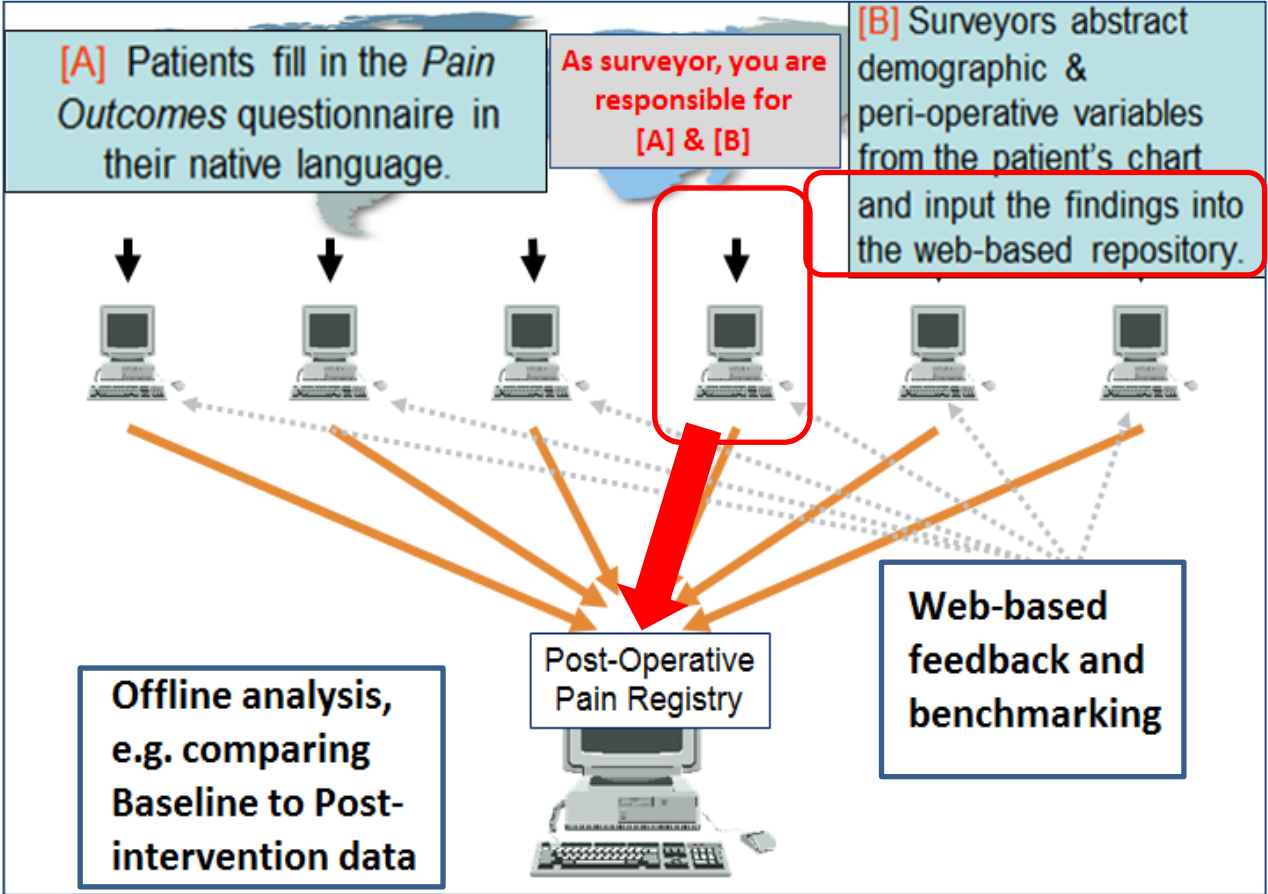 [A] Patients fill in the Pain
Outcomes questionnaire in
their native language.
As surveyor, you are
responsible for
[A] & [B]
[B] Surveyors abstract
demographic &
peri-operative variables
from the patient's chart
and input the findings into
the web-based repository.
Post-Operative
Pain Registry
Offline analysis,
e.g. comparing
Baseline to Post-
intervention data
Web-based
feedback and
benchmarking